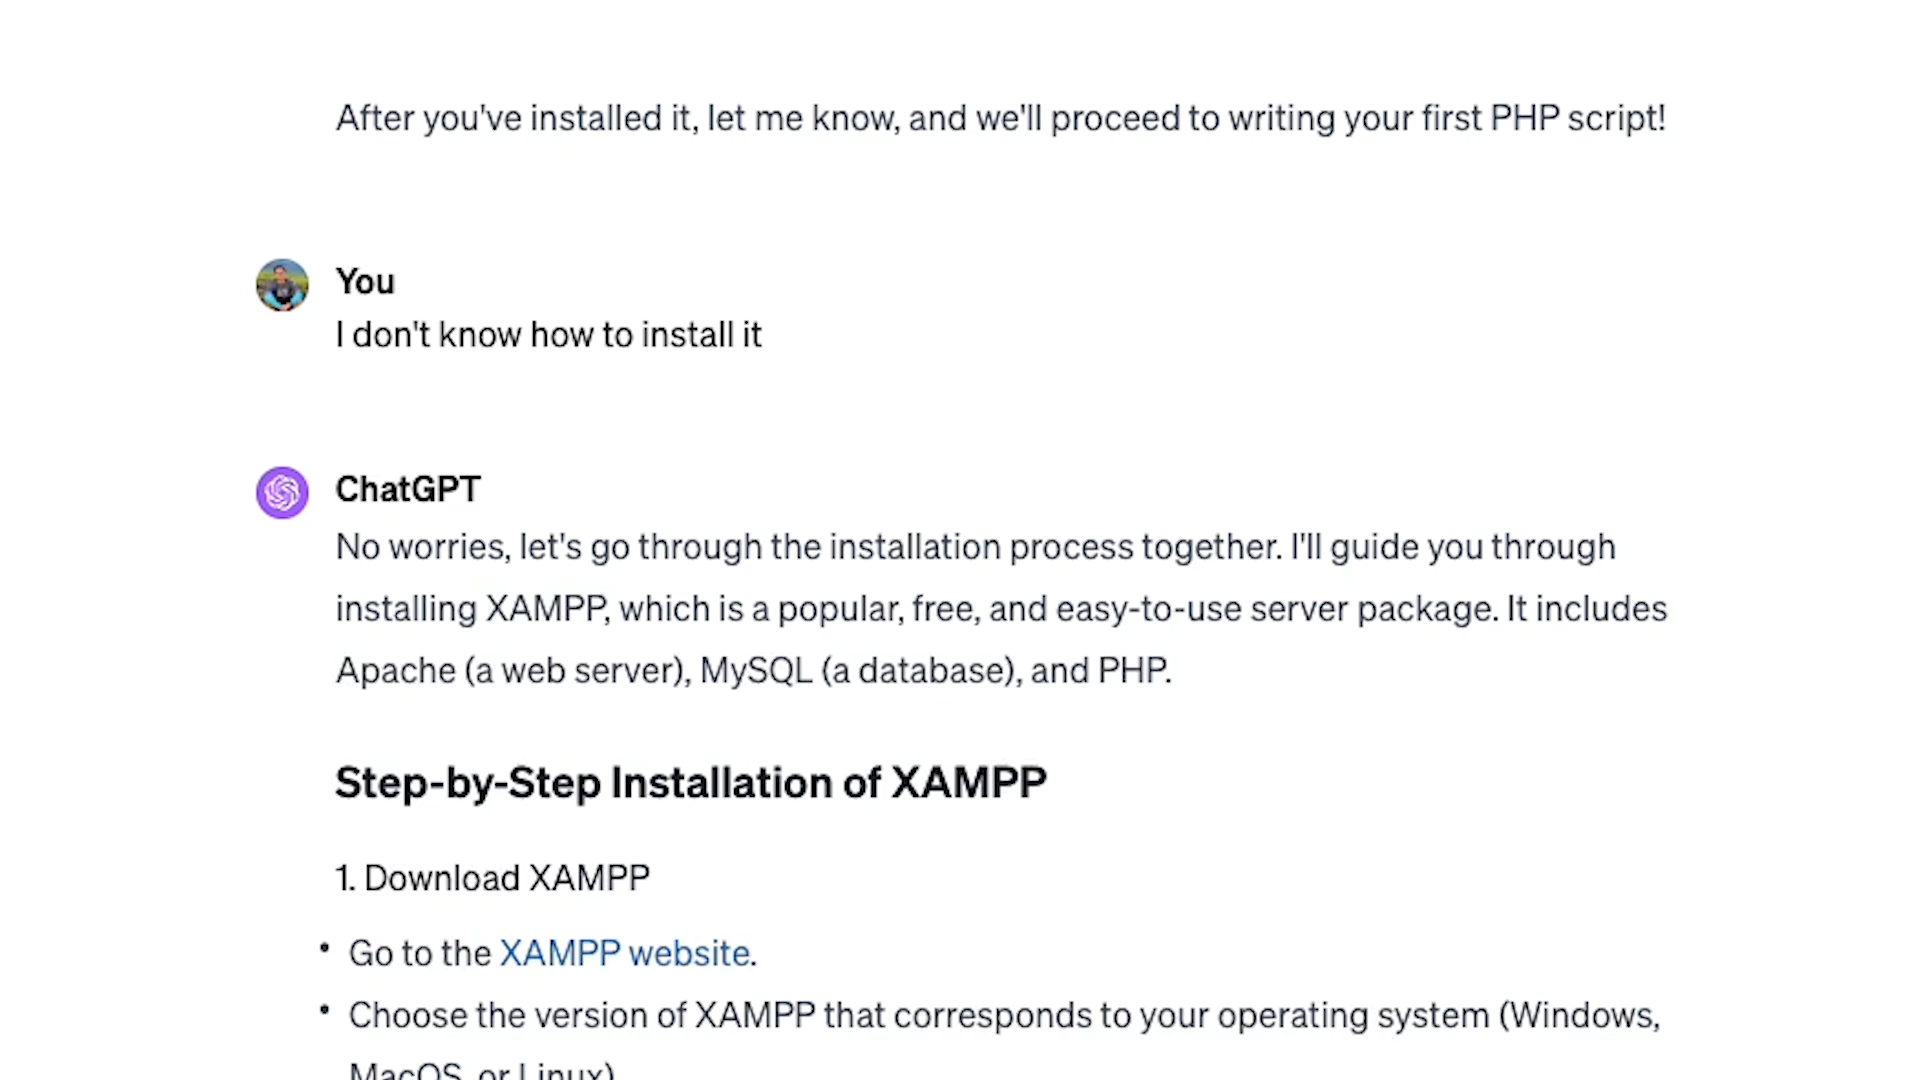 After you've installed it, let me know, and we'll proceed to writing your first PHP script!
You
I don't know how to install it
ChatGPT
No worries, let's go through the installation process together. I'll guide you through
installing XAMPP, which is a popular, free, and easy-to-use server package. It includes
Apache (a web server), MySQL (a database), and PHP.
Step-by-Step Installation of XAMPP
1. Download XAMPP
• Go to the XAMPP website.
• Choose the version of XAMPP that corresponds to your operating system (Windows,
MacOS, or Linux)